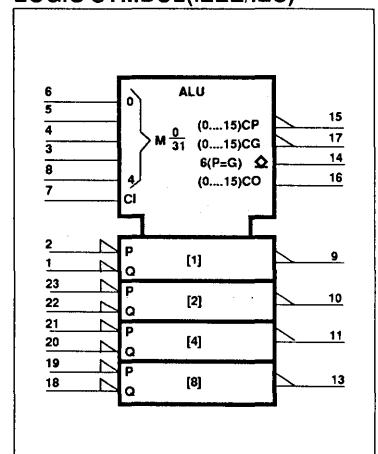 LOGIC SYMBOL(IEEE/IEC)
ALU
6
0
5
(0....15)CP
15
4
M 0/31
(0....15)CG
17
3
6(P=G)
14
8
4
(0....15)CO
16
7
CI
2
P
[1]
9
1
Q
23
P
[2]
10
22
Q
21
P
[4]
11
20
Q
19
P
[8]
13
18
Q